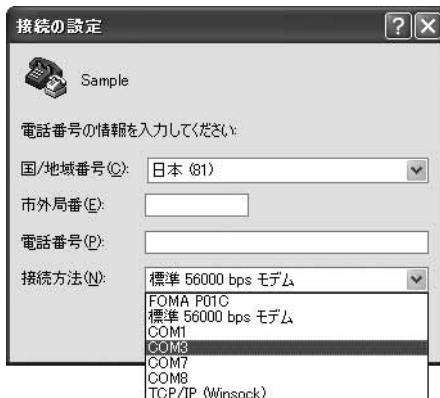 接続の設定
Sample
電話番号の情報を入力してください:
国/地域番号(C): 日本 (81)
市外局番(E):
電話番号(P):
接続方法(N): 標準 56000 bps モデム
FOMA P01C
標準 56000 bps モデム
COM1
COM3
COM7
COM8
TCP/IP (Winsock)